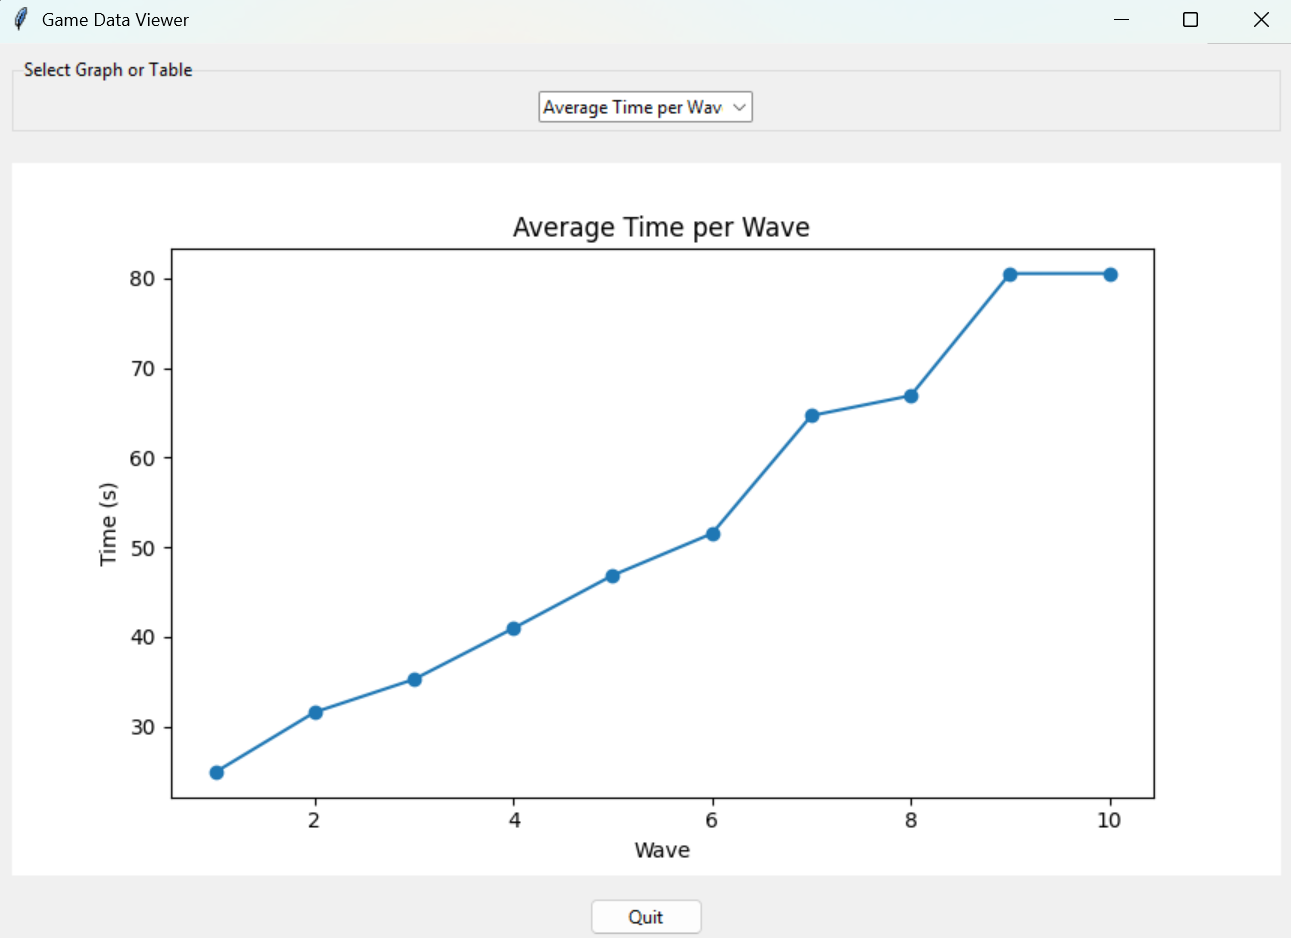 Game Data Viewer
Select Graph or Table
Average Time per Wav
Average Time per Wave
80
70
60
50
40
30
Time (s)
2 4 6 8 10
Wave
Quit